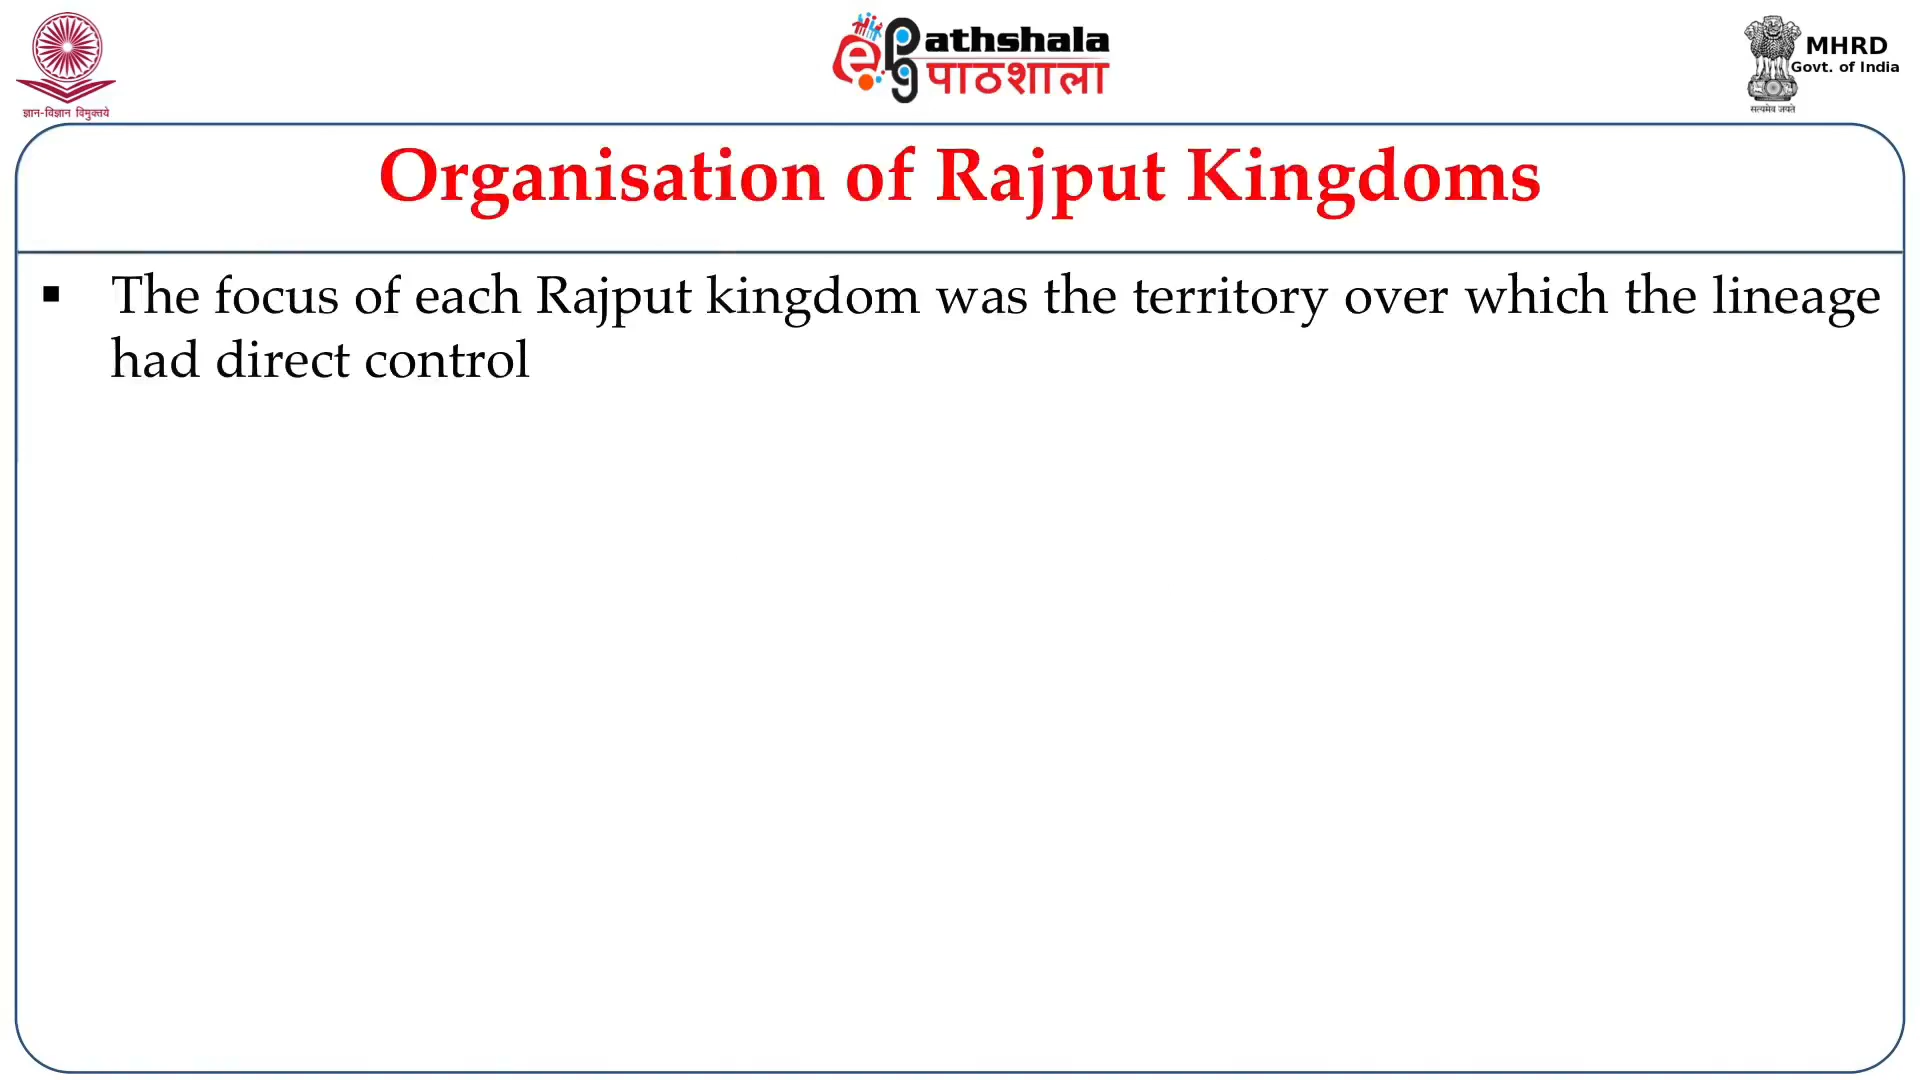 ज्ञान-विज्ञान विमुक्तये
ePathshala
पाठशाला
MHRD
Govt. of India
सत्यमेव जयते
Organisation of Rajput Kingdoms
▪ The focus of each Rajput kingdom was the territory over which the lineage
had direct control